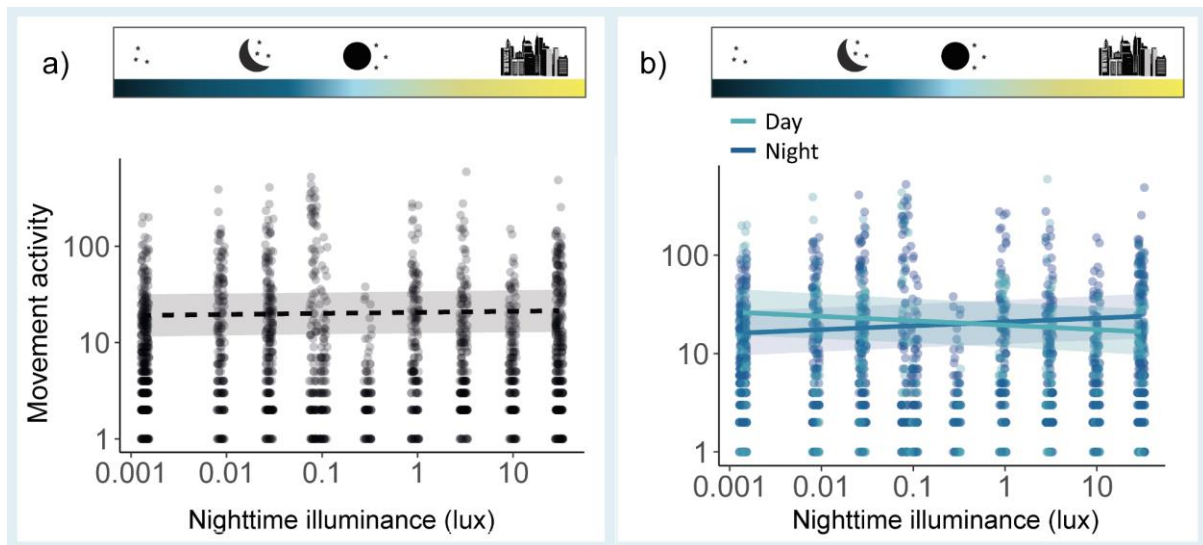 a)
Movement activity
100
10
1
0.001 0.01 0.1 1 10
Nighttime illuminance (lux)
b)
Day
Night
100
10
1
0.001 0.01 0.1 1 10
Nighttime illuminance (lux)